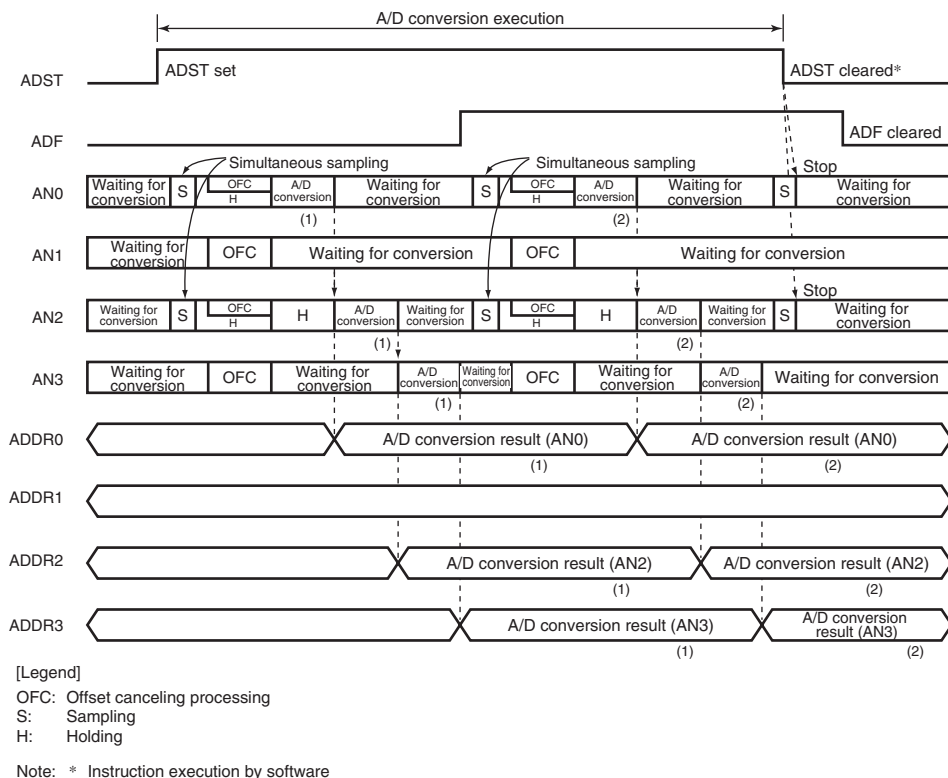 A/D conversion execution
ADST
ADST set
ADST cleared*
ADF
ADF cleared
Simultaneous sampling
Simultaneous sampling
Stop
AN0
Waiting for conversion
S
OFC
H
A/D conversion
Waiting for conversion
S
OFC
H
A/D conversion
Waiting for conversion
S
Waiting for conversion
(1)
(2)
AN1
Waiting for conversion
OFC
Waiting for conversion
OFC
Waiting for conversion
Stop
AN2
Waiting for conversion
S
OFC
H
H
A/D conversion
Waiting for conversion
S
OFC
H
H
A/D conversion
Waiting for conversion
S
Waiting for conversion
(1)
(2)
AN3
Waiting for conversion
OFC
Waiting for conversion
A/D conversion
Waiting for conversion
OFC
Waiting for conversion
A/D conversion
Waiting for conversion
(1)
(2)
ADDR0
A/D conversion result (AN0)
A/D conversion result (AN0)
(1)
(2)
ADDR1
ADDR2
A/D conversion result (AN2)
A/D conversion result (AN2)
(1)
(2)
ADDR3
A/D conversion result (AN3)
A/D conversion result (AN3)
(1)
(2)
[Legend]
OFC: Offset canceling processing
S: Sampling
H: Holding
Note: * Instruction execution by software